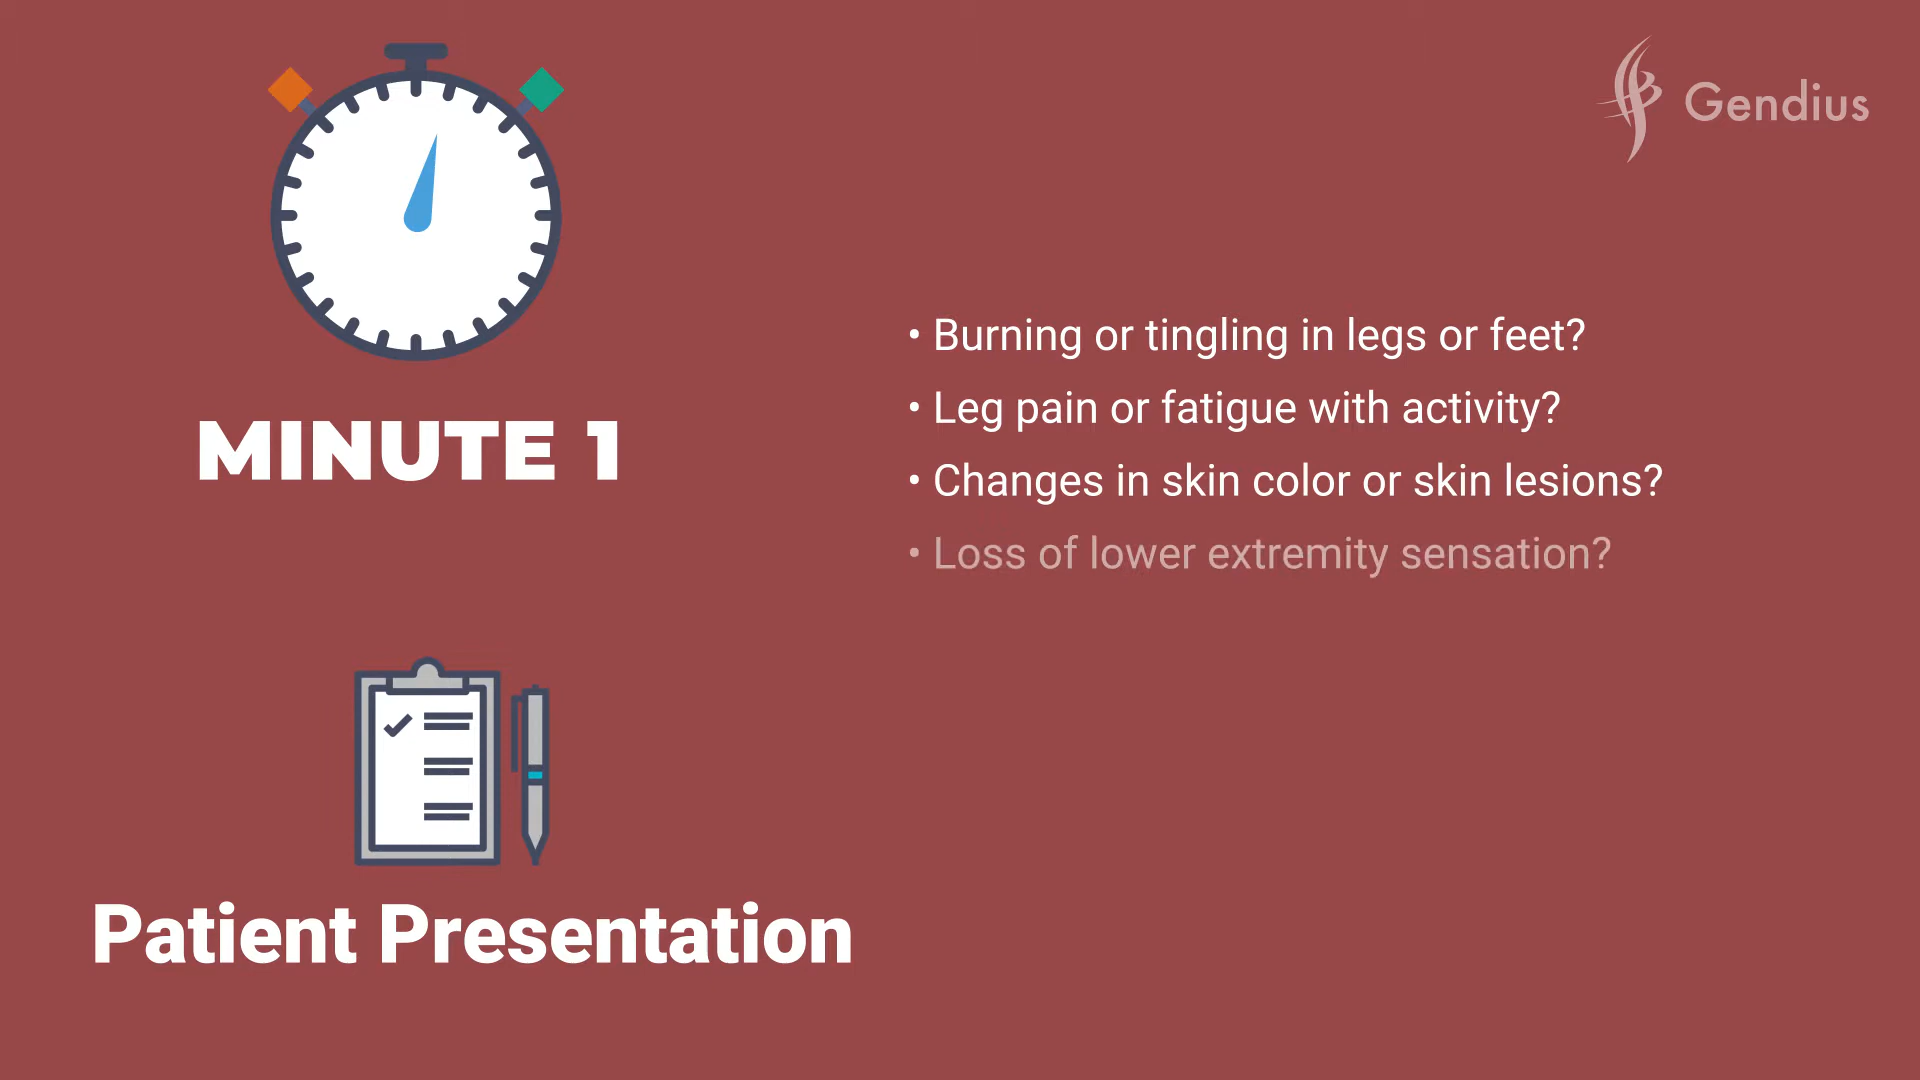 Gendius
MINUTE 1
• Burning or tingling in legs or feet?
• Leg pain or fatigue with activity?
• Changes in skin color or skin lesions?
• Loss of lower extremity sensation?
Patient Presentation